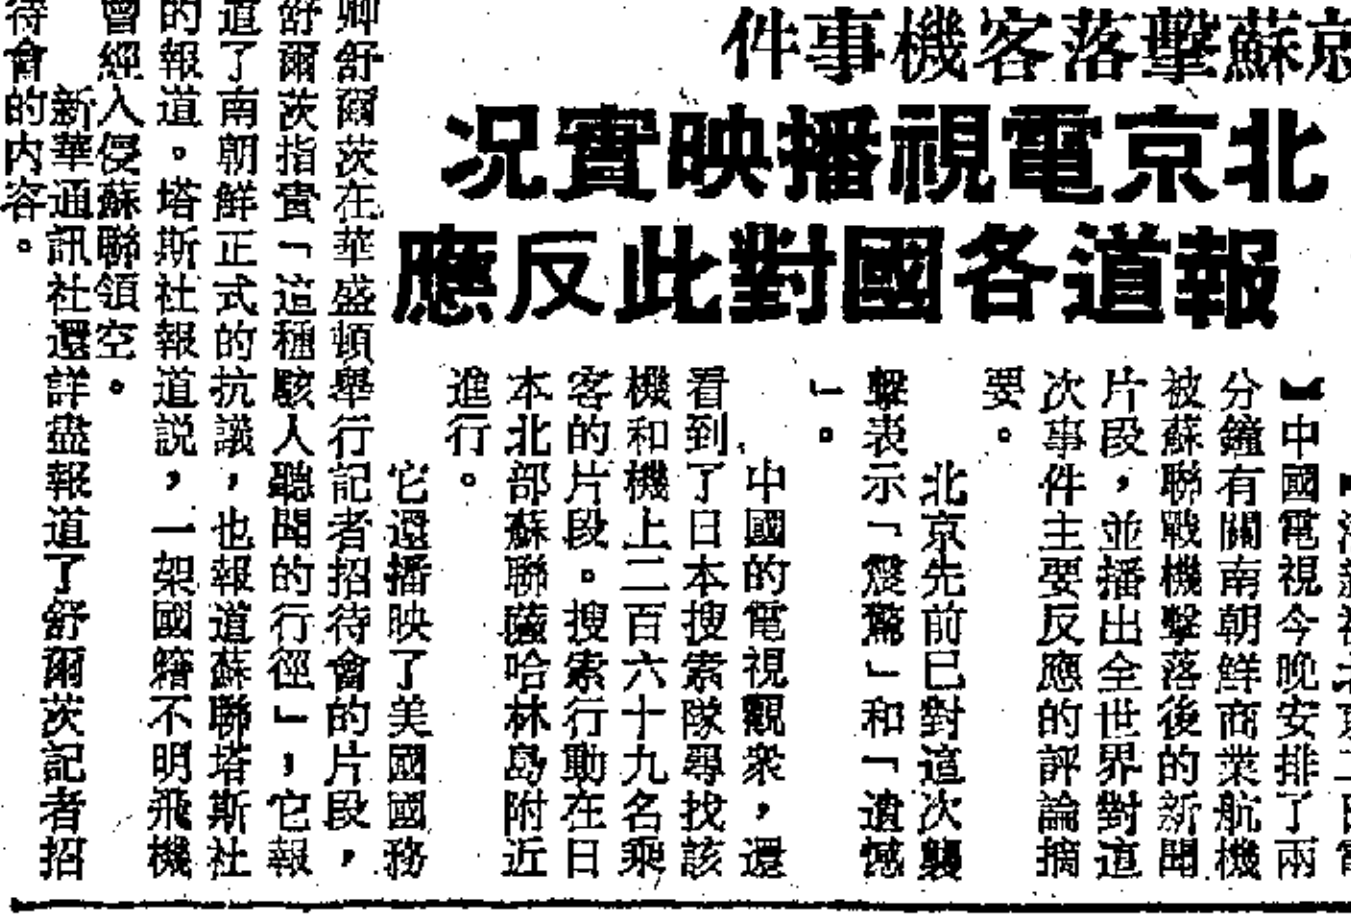 京蘇擊落客機事件
北京電視播映實况
報道各國對此反應
】中國電視今晚安排了兩
分鐘有關南朝鮮商業航機
被蘇聯戰機擊落後的新聞
片段，並播出全世界對這
次事件主要反應的評論摘
要。
北京先前已對這次襲
擊表示「震驚」和「遺憾
」。
中國的電視觀衆，還
看到了日本搜索隊尋找該
機和機上二百六十九名乘
客的片段。搜索行動在日
本北部蘇聯薩哈林島附近
進行。
它還播映了美國國務
卿舒爾茨在華盛頓舉行記者招待會的片段，
舒爾茨指責「這種駭人聽聞的行徑」，它報
道了南朝鮮正式的抗議，也報道蘇聯塔斯社
的報道。塔斯社報道説，一架國籍不明飛機
曾經入侵蘇聯領空。
新華通訊社還詳盡報道了舒爾茨記者招
待會的内容。